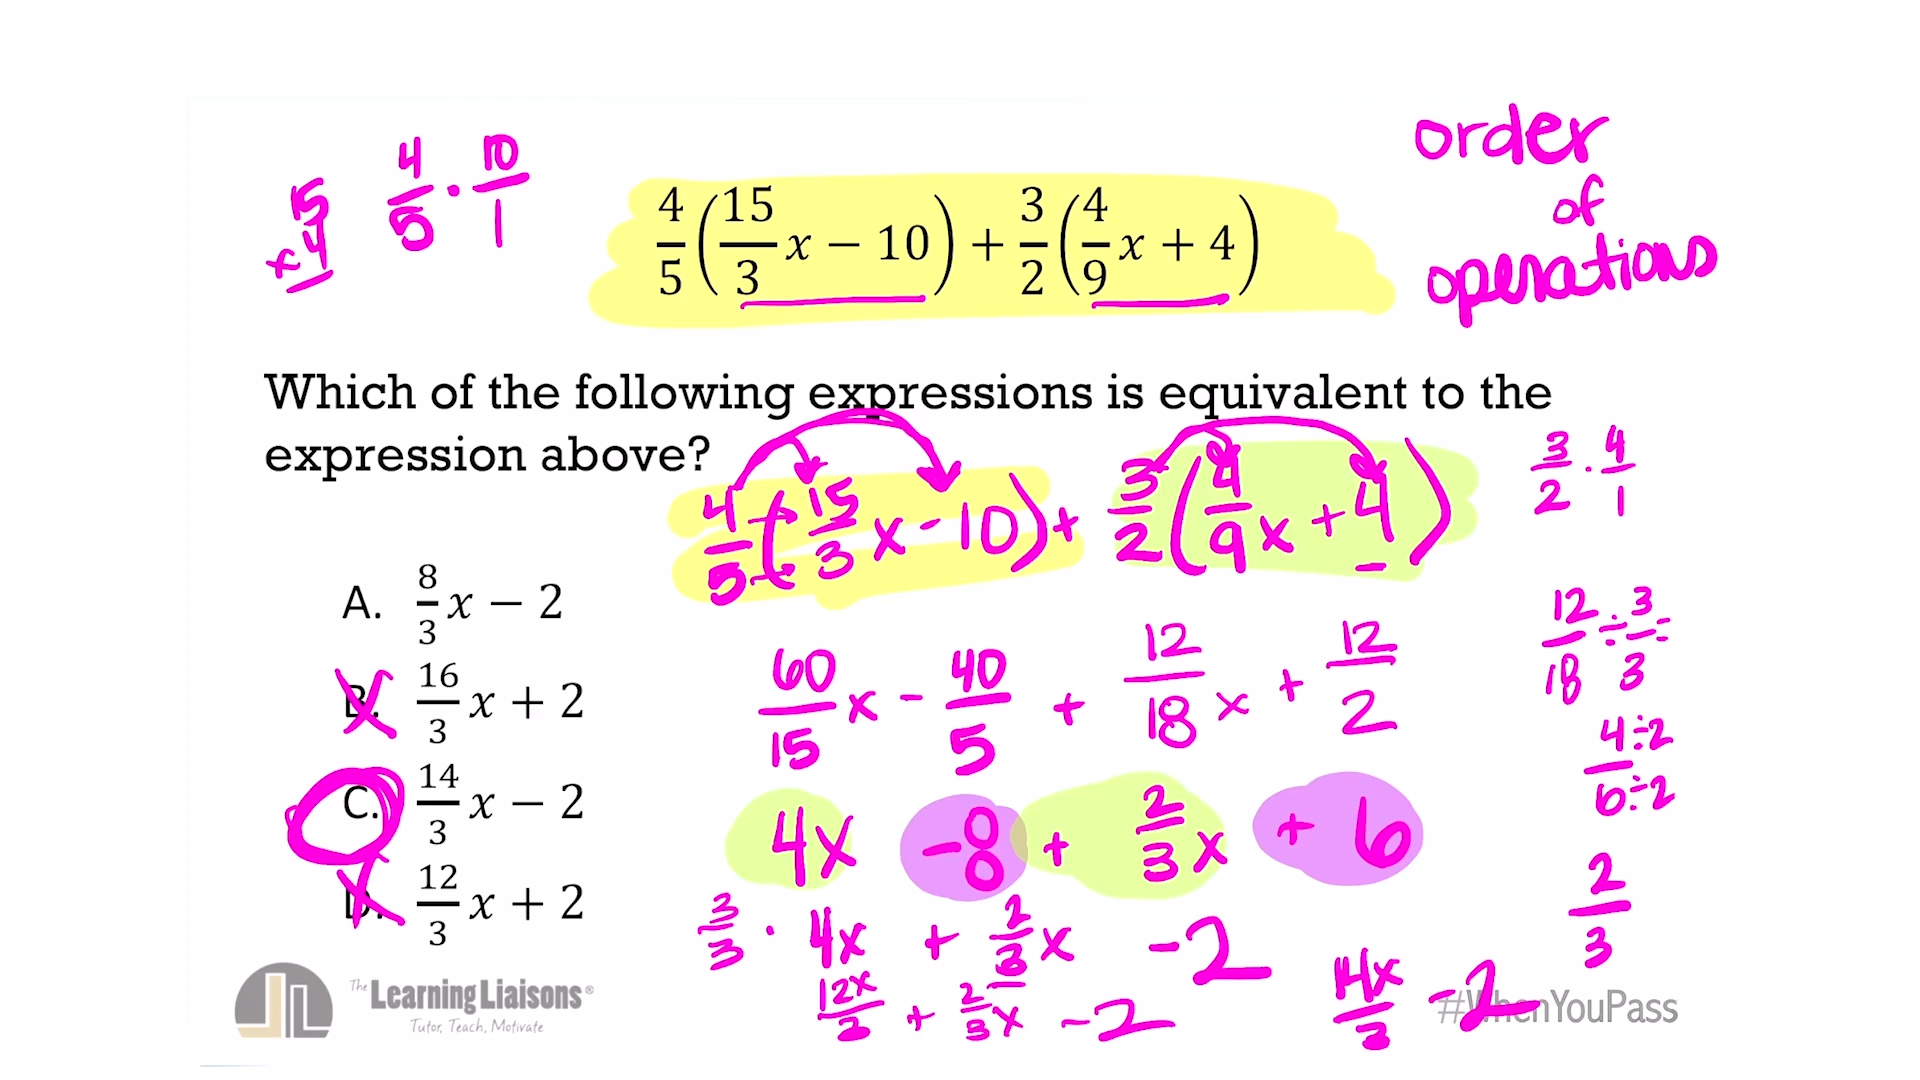 order
of
operations
15
x4
4/5 · 10/1
4/5(15/3 x − 10) + 3/2(4/9 x + 4)
Which of the following expressions is equivalent to the
expression above?
4/5(15/3 x - 10) + 3/2(4/9 x + 4)
3/2 · 4/1
A. 8/3 x − 2
B. 16/3 x + 2
C. 14/3 x − 2
D. 12/3 x + 2
60/15 x - 40/5 + 12/18 x + 12/2
12/18 ÷ 3/3 =
4÷2
6÷2
2/3
4x -8 + 2/3 x + 6
3/3 · 4x + 2/3 x -2
12x/3 + 2/3 x -2
14x/3 -2
The Learning Liaisons®
Tutor, Teach, Motivate
#WhenYouPass